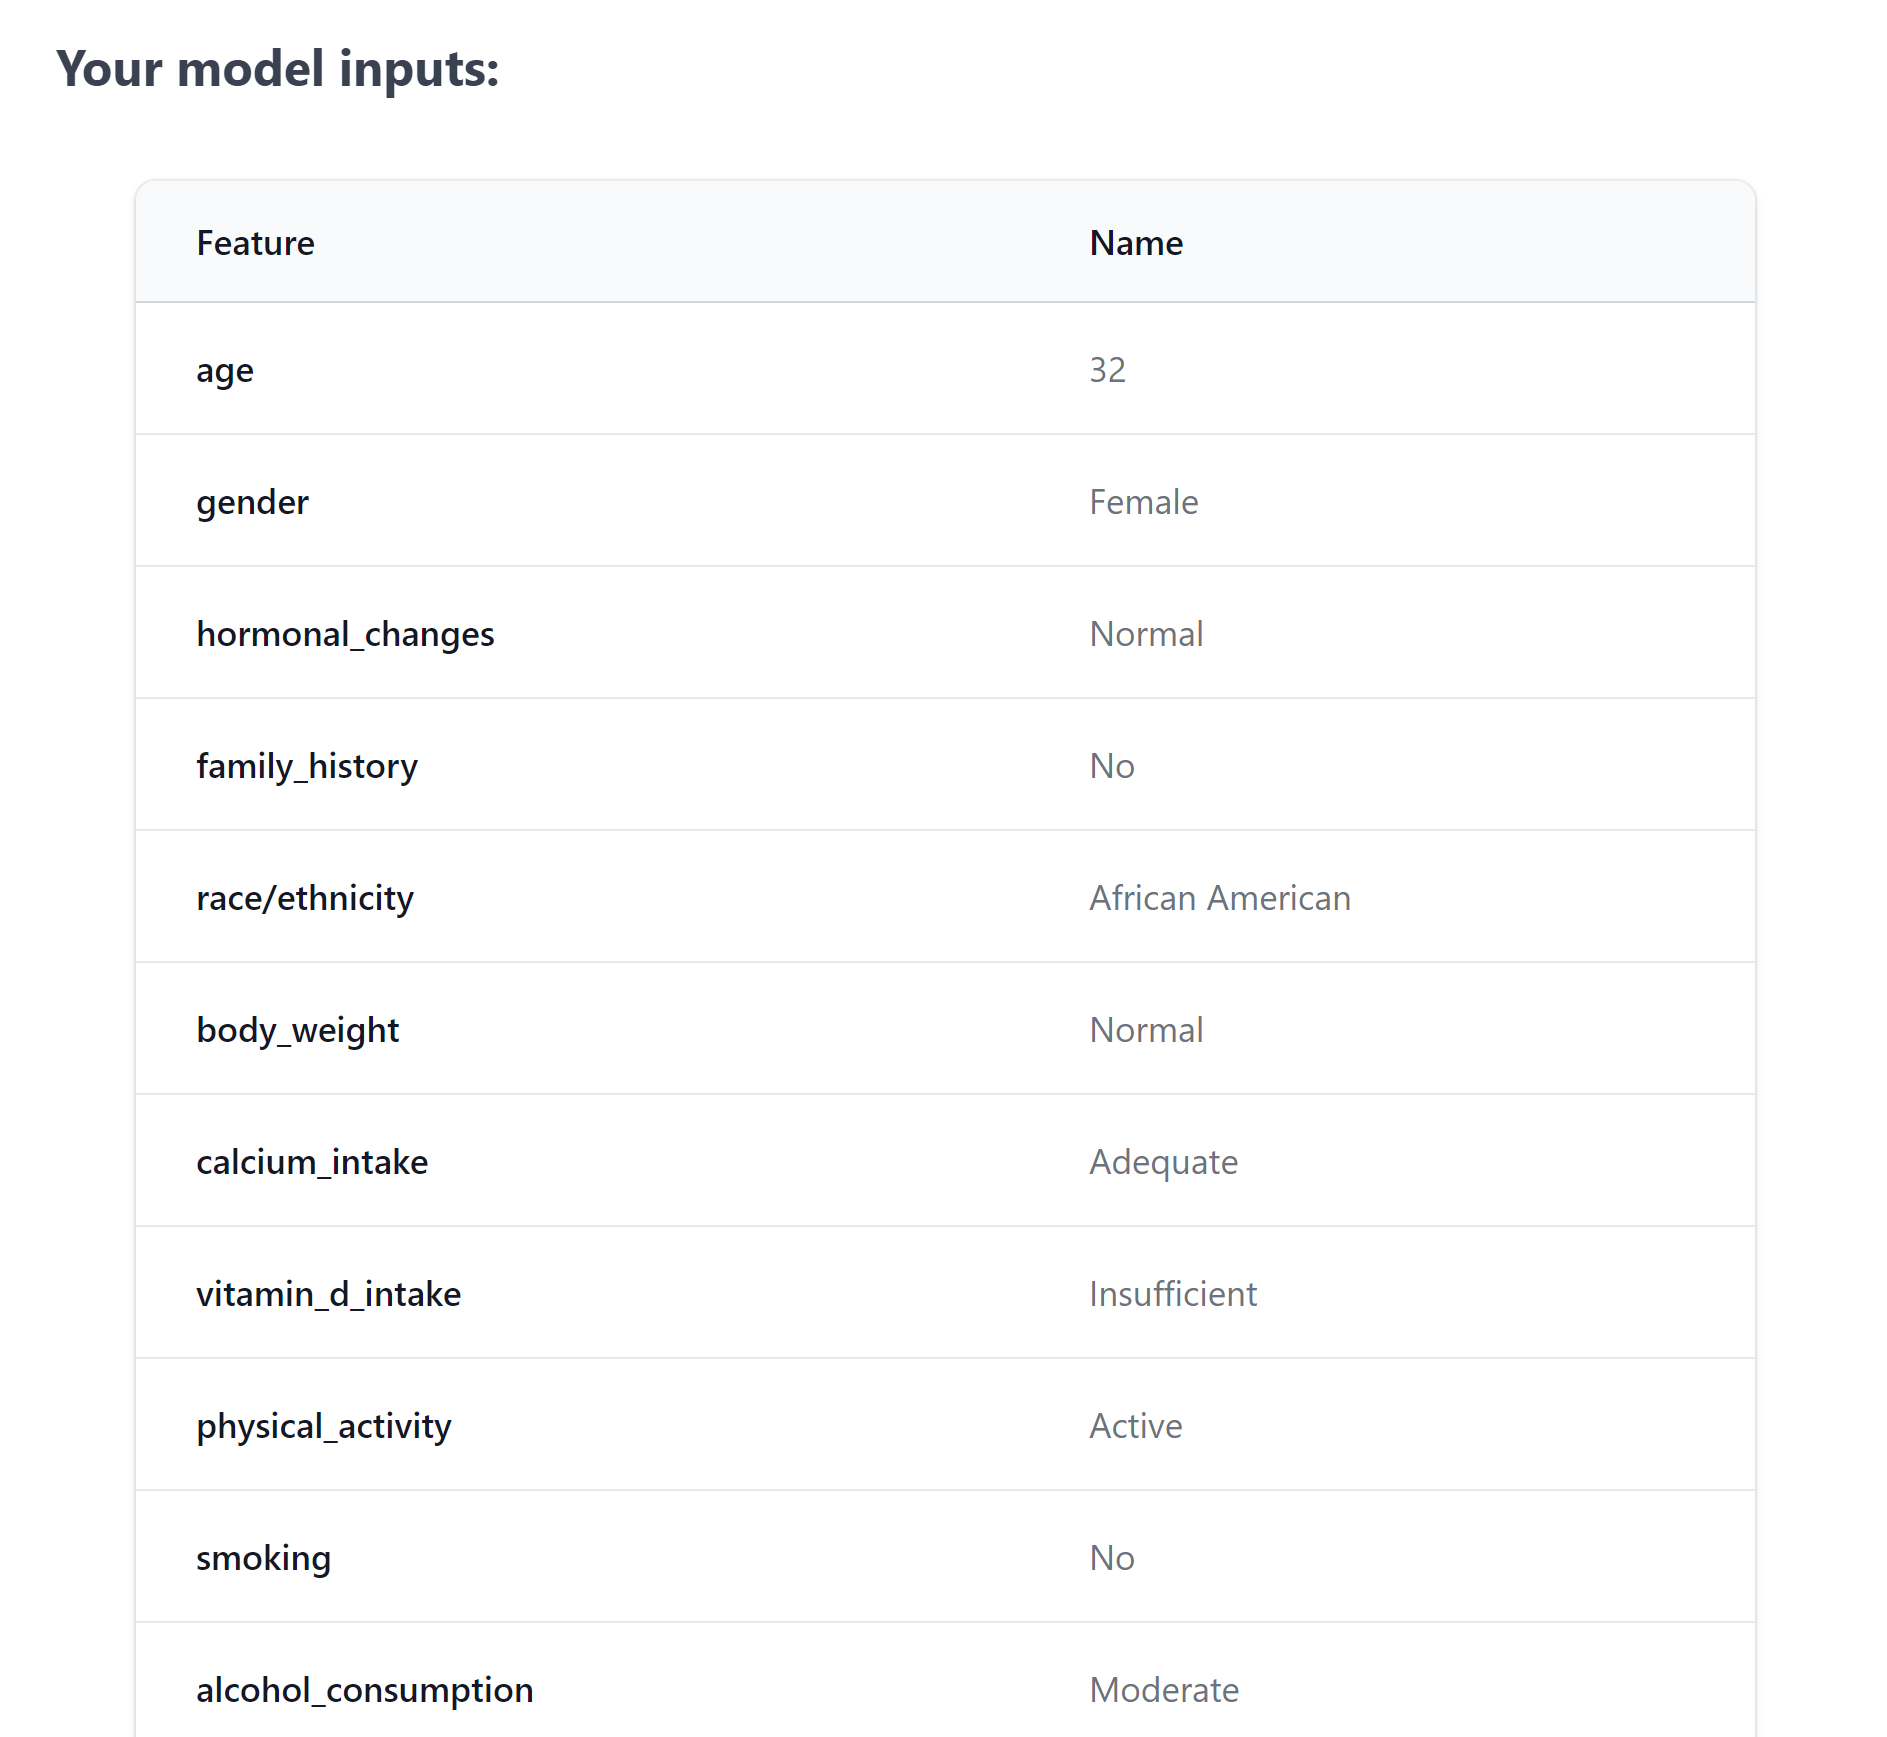 Your model inputs:
Feature Name
age 32
gender Female
hormonal_changes Normal
family_history No
race/ethnicity African American
body_weight Normal
calcium_intake Adequate
vitamin_d_intake Insufficient
physical_activity Active
smoking No
alcohol_consumption Moderate